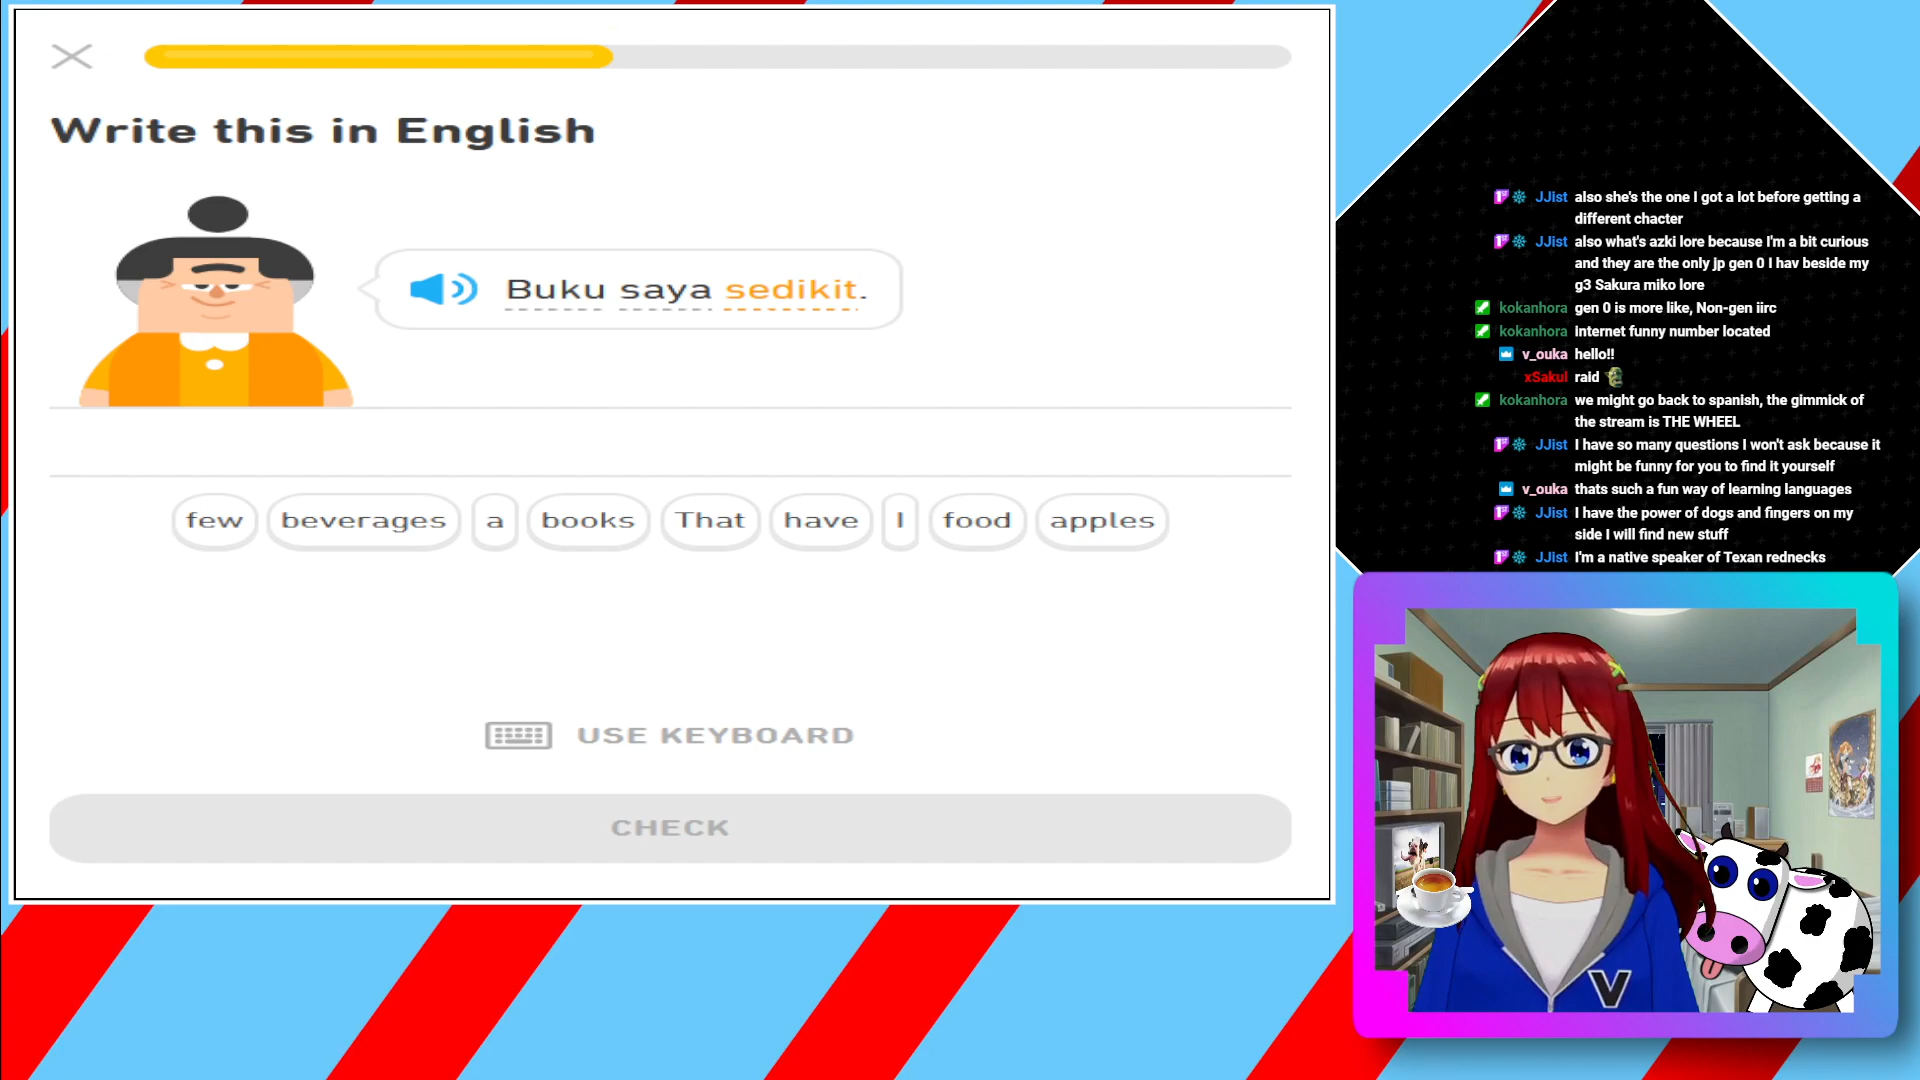 Write this in English
Buku saya sedikit.
few beverages a books That have I food apples
USE KEYBOARD
CHECK
JJIst also she's the one I got a lot before getting a
different chacter
JJIst also what's azki lore because I'm a bit curious
and they are the only jp gen 0 I hav beside my
g3 Sakura miko lore
kokanhora gen 0 is more like, Non-gen iirc
kokanhora internet funny number located
v_ouka hello!!
xSakul raid
kokanhora we might go back to spanish, the gimmick of
the stream is THE WHEEL
JJIst I have so many questions I won't ask because it
might be funny for you to find it yourself
v_ouka thats such a fun way of learning languages
JJIst I have the power of dogs and fingers on my
side I will find new stuff
JJIst I'm a native speaker of Texan rednecks
V